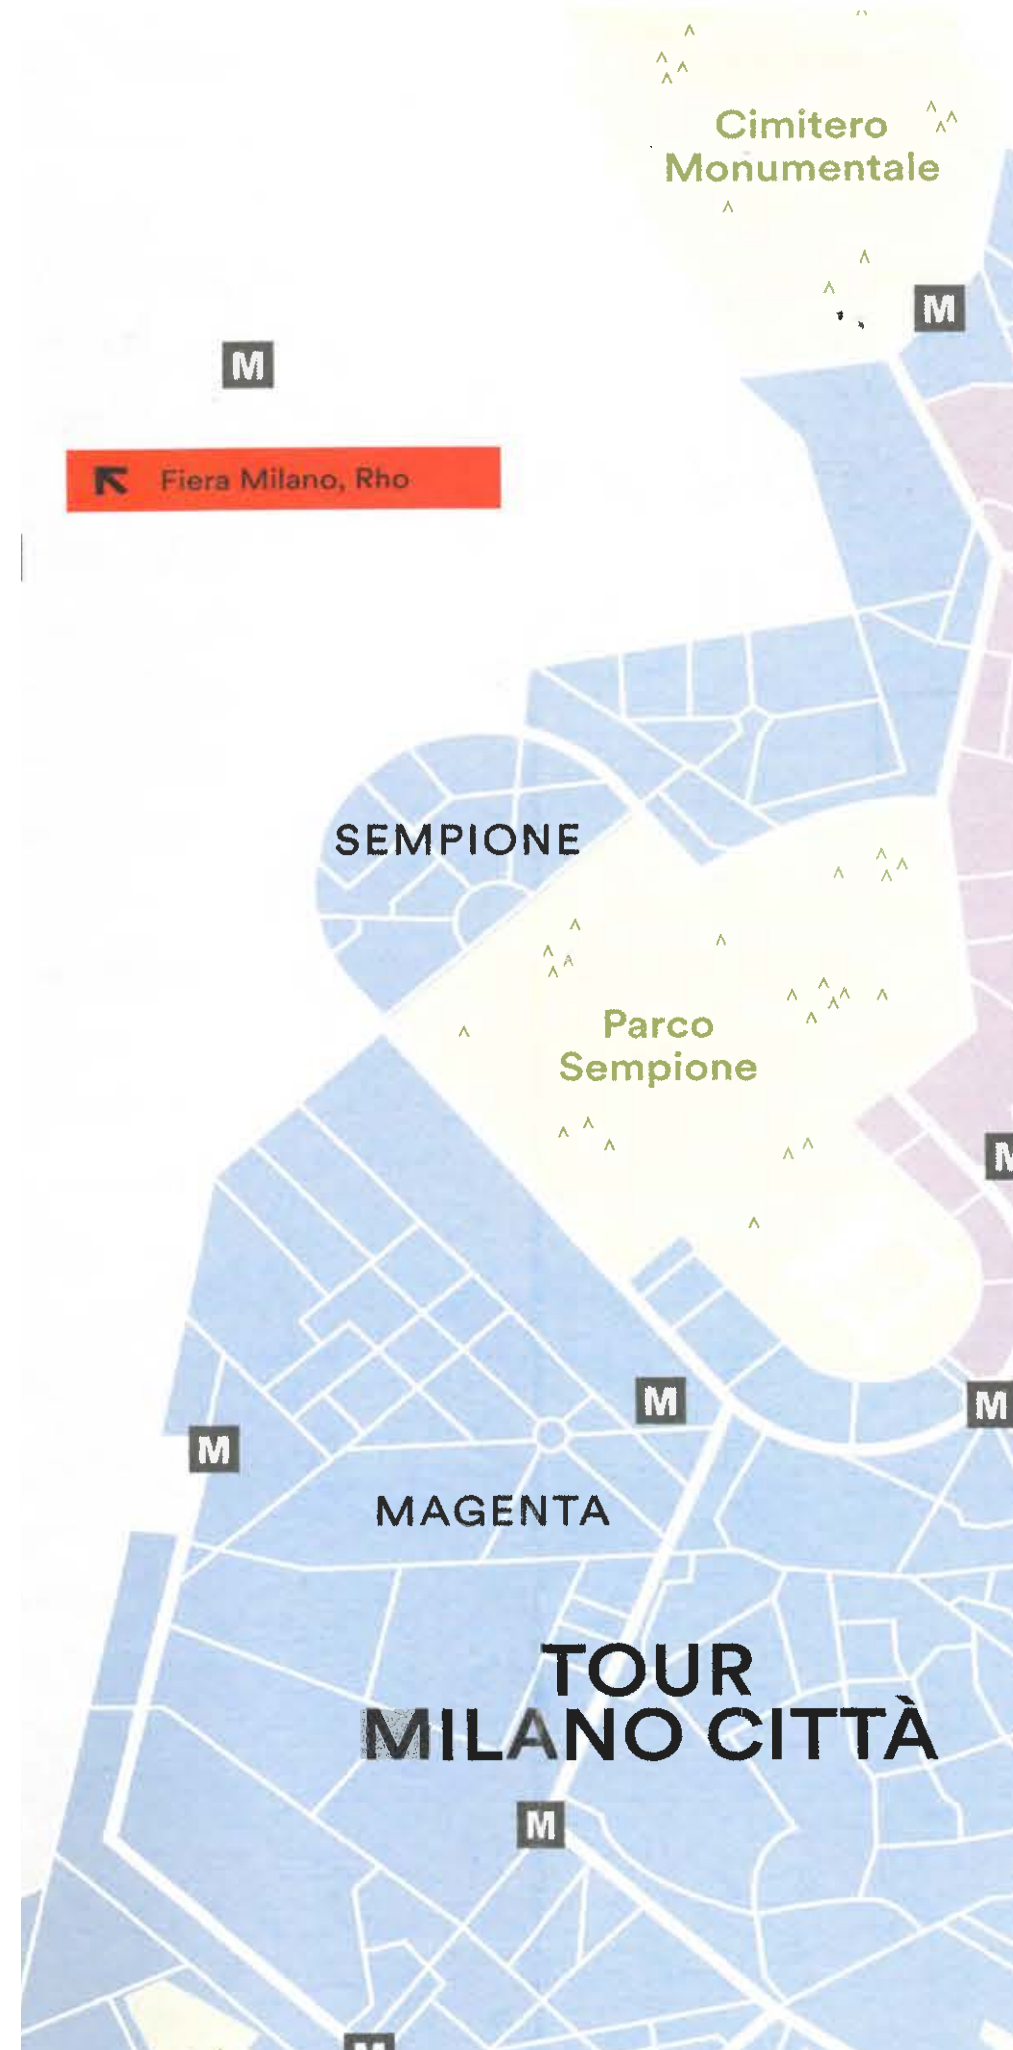 Cimitero
Monumentale
M
M
Fiera Milano, Rho
SEMPIONE
Parco
Sempione
M
M
M
M
MAGENTA
TOUR
MILANO CITTÀ
M
M